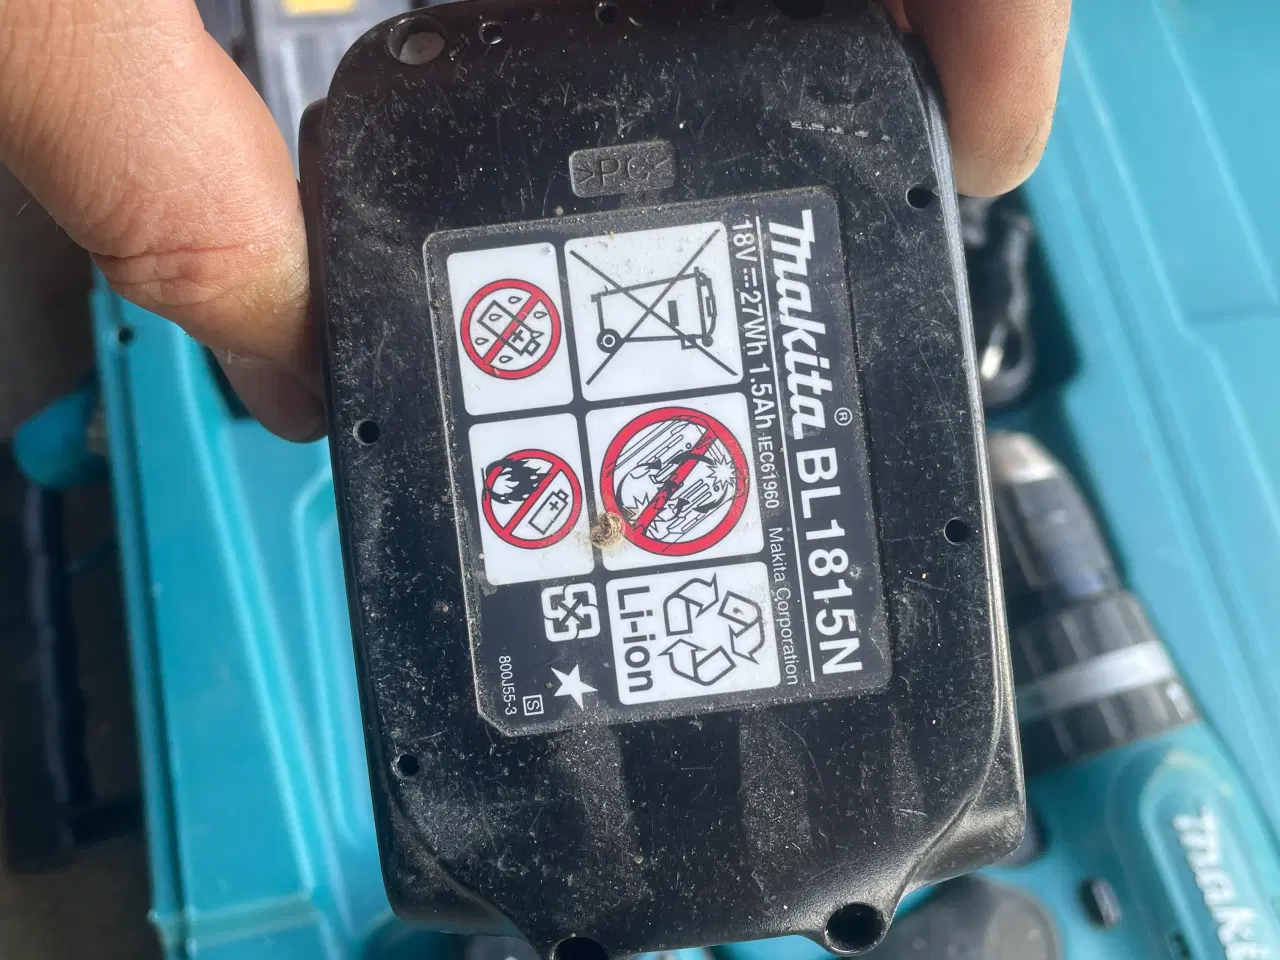 >PC<
Makita® BL1815N
18V ⎓ 27Wh 1.5Ah IEC61960 Makita Corporation
Li-ion
800J55-3 S
Makita